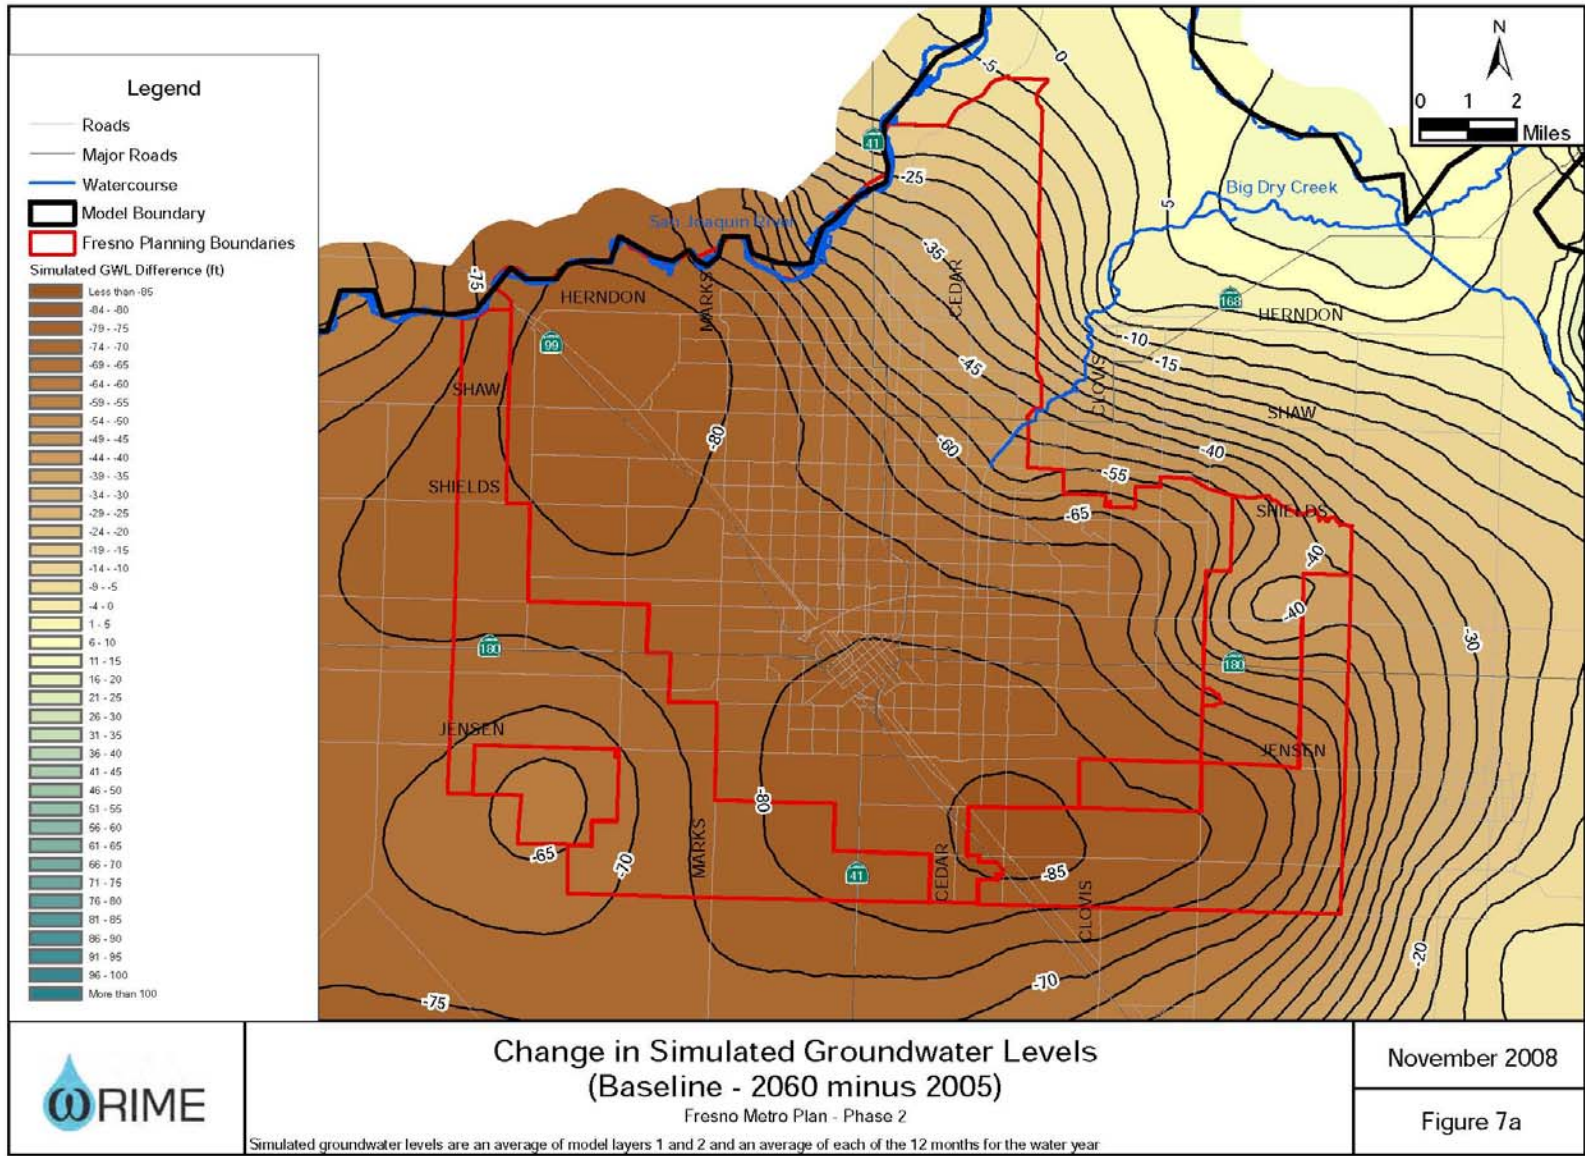 Legend
Roads
Major Roads
Watercourse
Model Boundary
Fresno Planning Boundaries
Simulated GWL Difference (ft)
Less than -85
-84 - -80
-79 - -75
-74 - -70
-69 - -65
-64 - -60
-59 - -55
-54 - -50
-49 - -45
-44 - -40
-39 - -35
-34 - -30
-29 - -25
-24 - -20
-19 - -15
-14 - -10
-9 - -5
-4 - 0
1 - 5
6 - 10
11 - 15
16 - 20
21 - 25
26 - 30
31 - 35
36 - 40
41 - 45
46 - 50
51 - 55
56 - 60
61 - 65
66 - 70
71 - 75
76 - 80
81 - 85
86 - 90
91 - 95
96 - 100
More than 100
N
0 1 2
Miles
-5
0
41
-25
5
Big Dry Creek
San Joaquin River
-35
CEDAR
-75
HERNDON
MARKS
168
HERNDON
99
-10
-15
-45
CLOVIS
SHAW
SHAW
-80
-60
-40
-55
SHIELDS
-65
SHIELDS
-40
-40
-30
180
180
JENSEN
JENSEN
-80
-65
-70
MARKS
41
CEDAR
-85
CLOVIS
-20
-70
-75
WRIME
Change in Simulated Groundwater Levels
(Baseline - 2060 minus 2005)
Fresno Metro Plan - Phase 2
Simulated groundwater levels are an average of model layers 1 and 2 and an average of each of the 12 months for the water year
November 2008
Figure 7a